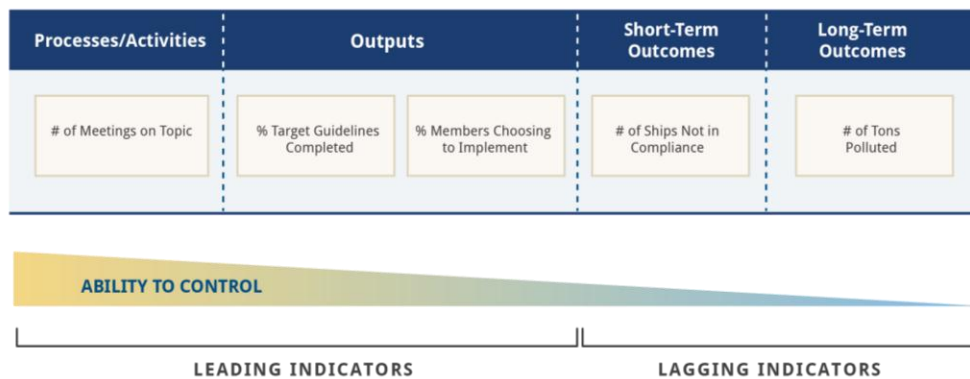 Processes/Activities
Outputs
Short-Term
Outcomes
Long-Term
Outcomes
# of Meetings on Topic
% Target Guidelines
Completed
% Members Choosing
to Implement
# of Ships Not in
Compliance
# of Tons
Polluted
ABILITY TO CONTROL
LEADING INDICATORS
LAGGING INDICATORS